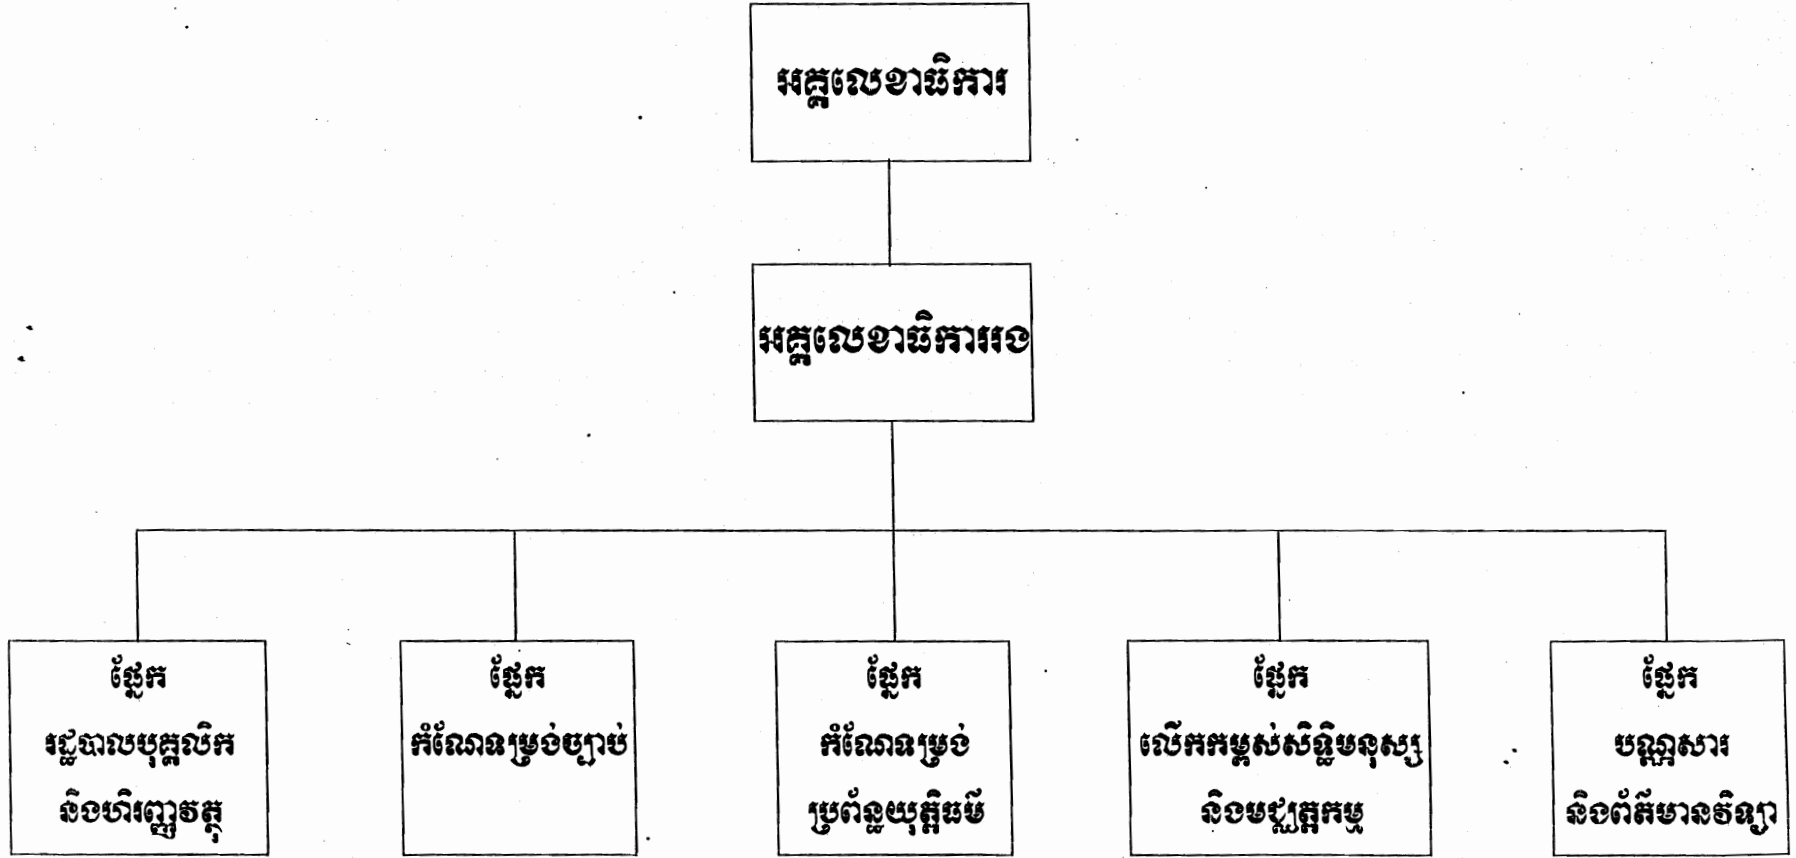 អគ្គលេខាធិការ
អគ្គលេខាធិការរង
ផ្នែក
រដ្ឋបាលបុគ្គលិក
និងហិរញ្ញវត្ថុ
ផ្នែក
កំណែទម្រង់ច្បាប់
ផ្នែក
កំណែទម្រង់
ប្រព័ន្ធយុត្តិធម៌
ផ្នែក
លើកកម្ពស់សិទ្ធិមនុស្ស
និងមជ្ឈត្តកម្ម
ផ្នែក
បណ្ណសារ
និងព័ត៌មានវិទ្យា